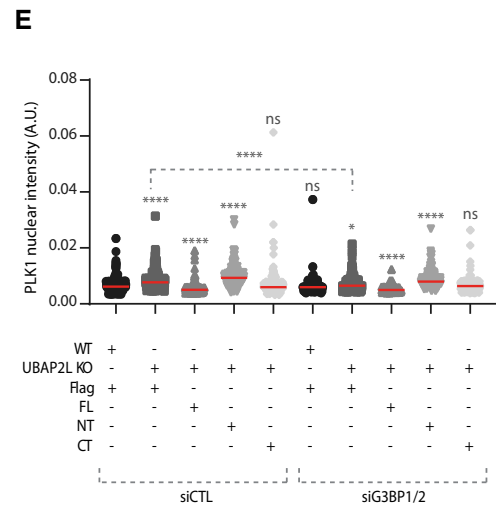 E
PLK1 nuclear intensity (A.U.)
0.08
0.06
0.04
0.02
0.00
ns
****
ns
****
****
****
*
****
****
ns
WT + - - - - + - - - -
UBAP2L KO - + + + + - + + + +
Flag + + - - - + + - - -
FL - - + - - - - + - -
NT - - - + - - - - + -
CT - - - - + - - - - +
siCTL siG3BP1/2